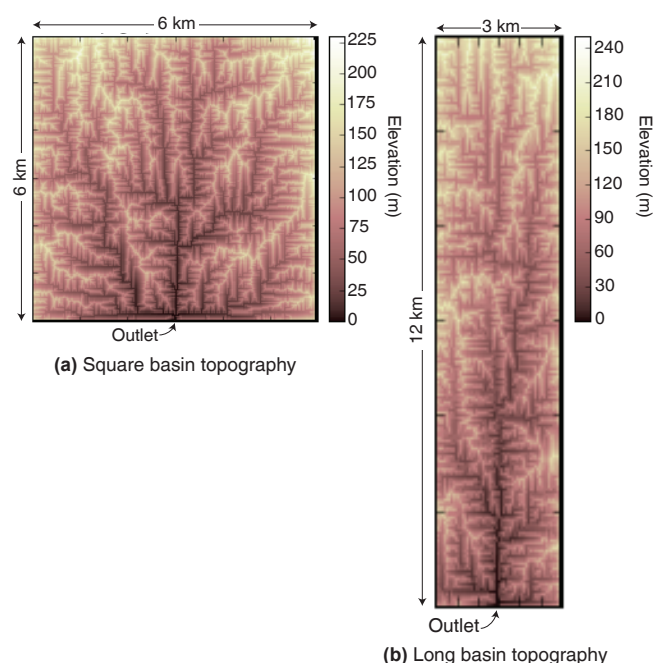 6 km
6 km
225
200
175
150
125
100
75
50
25
0
Elevation (m)
Outlet
(a) Square basin topography
3 km
12 km
240
210
180
150
120
90
60
30
0
Elevation (m)
Outlet
(b) Long basin topography